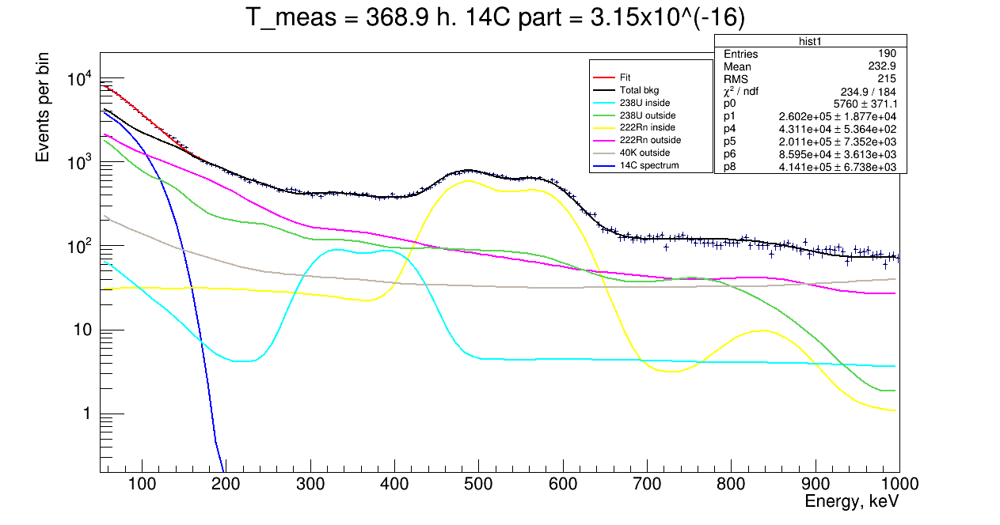 T_meas = 368.9 h. 14C part = 3.15x10^(-16)
hist1
Entries 190
Mean 232.9
RMS 215
χ² / ndf 234.9 / 184
p0 5760 ± 371.1
p1 2.602e+05 ± 1.877e+04
p4 4.311e+04 ± 5.364e+02
p5 2.011e+05 ± 7.352e+03
p6 8.595e+04 ± 3.613e+03
p8 4.141e+05 ± 6.738e+03
Fit
Total bkg
238U inside
238U outside
222Rn inside
222Rn outside
40K outside
14C spectrum
Events per bin
10⁴
10³
10²
10
1
100 200 300 400 500 600 700 800 900 1000
Energy, keV